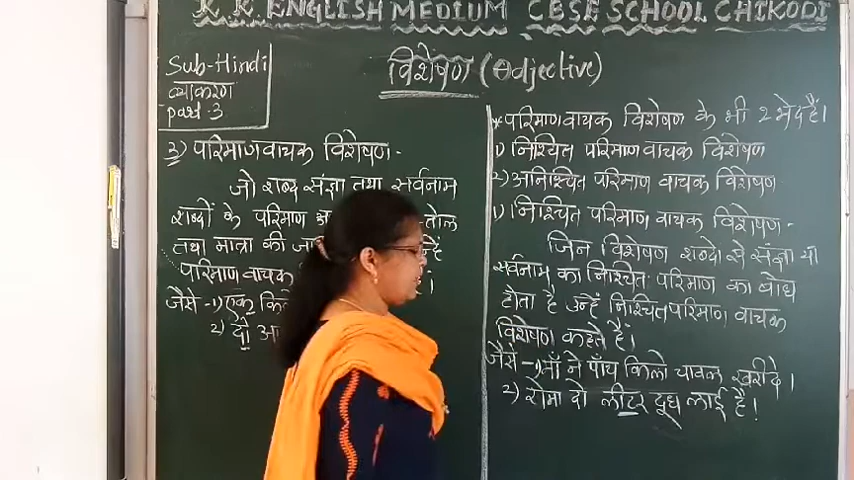 K K ENGLISH MEDIUM CBSE SCHOOL CHIKODI
Sub-Hindi
व्याकरण
part-3
विशेषण (adjective)
3) परिमाणवाचक विशेषण -
जो शब्द संज्ञा तथा सर्वनाम
शब्दों के परिमाण तोल
तथा मात्रा की
परिमाण वाचक
जैसे -1) एक
2) दो
* परिमाणवाचक विशेषण के भी 2 भेद हैं।
1) निश्चित परिमाण वाचक विशेषण
2) अनिश्चित परिमाण वाचक विशेषण
1) निश्चित परिमाण वाचक विशेषण -
जिन विशेषण शब्दो से संज्ञा या
सर्वनाम का निश्चित परिमाण का बोध
होता है उन्हें निश्चित परिमाण वाचक
विशेषण कहते हैं।
जैसे -1) माँ ने पाँच किलो चावल खरीदे।
2) रोमा दो लीटर दूध लाई है।